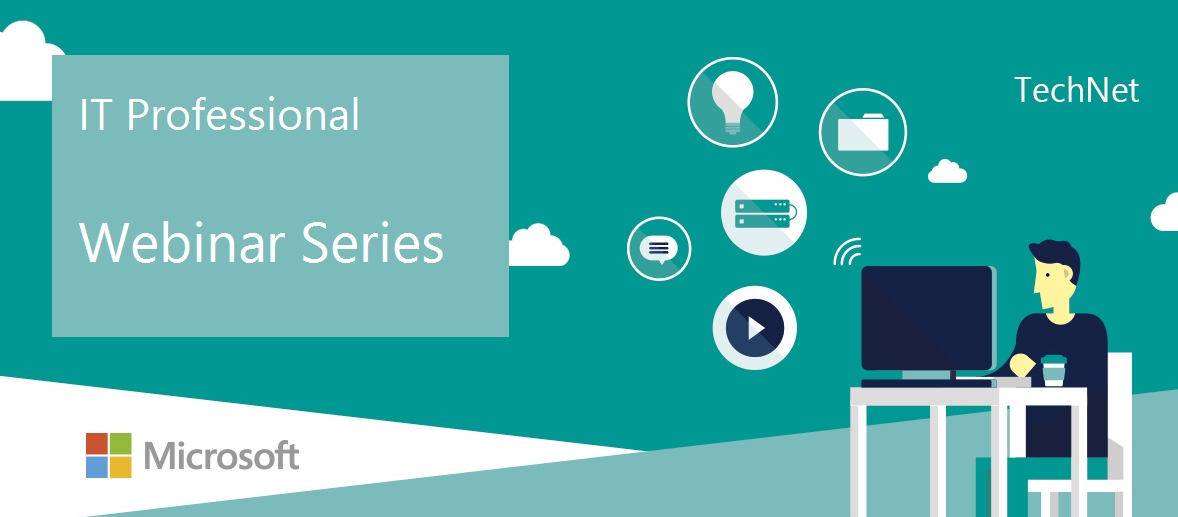 IT Professional
Webinar Series
TechNet
Microsoft